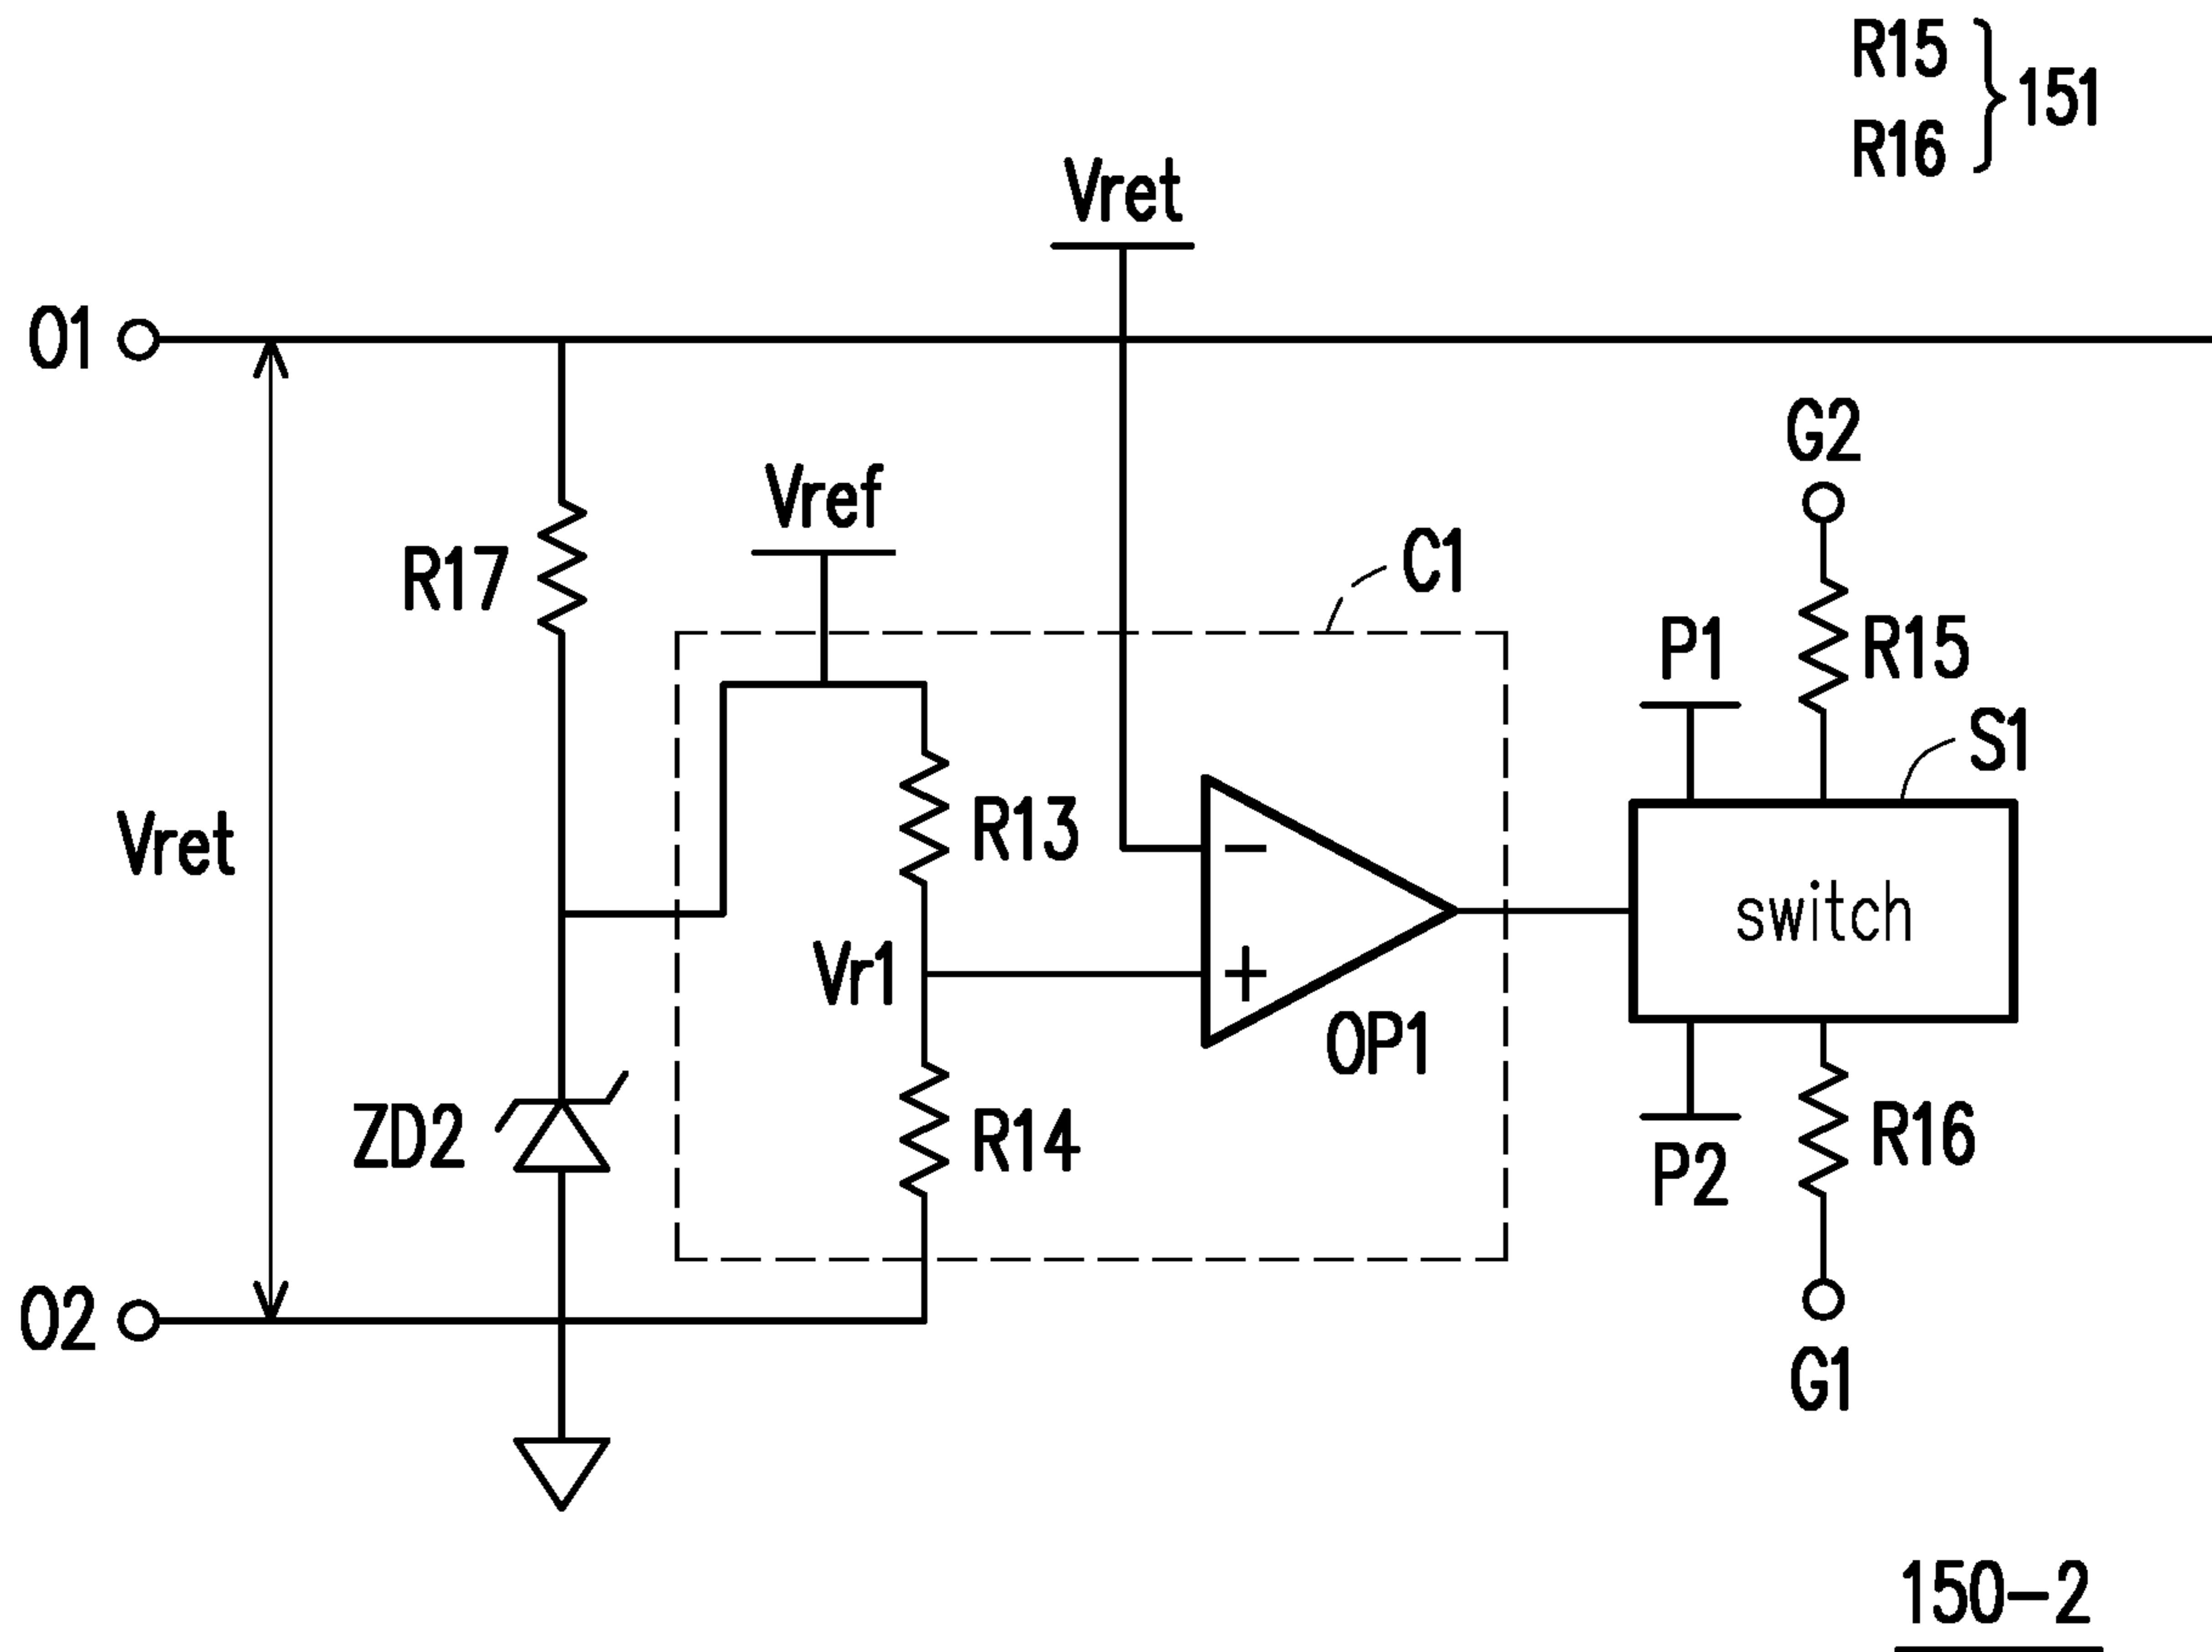 R15
R16
151
Vret
O1
G2
Vref
C1
R17
P1
R15
S1
R13
Vret
switch
Vr1
OP1
ZD2
R14
R16
P2
O2
G1
150-2